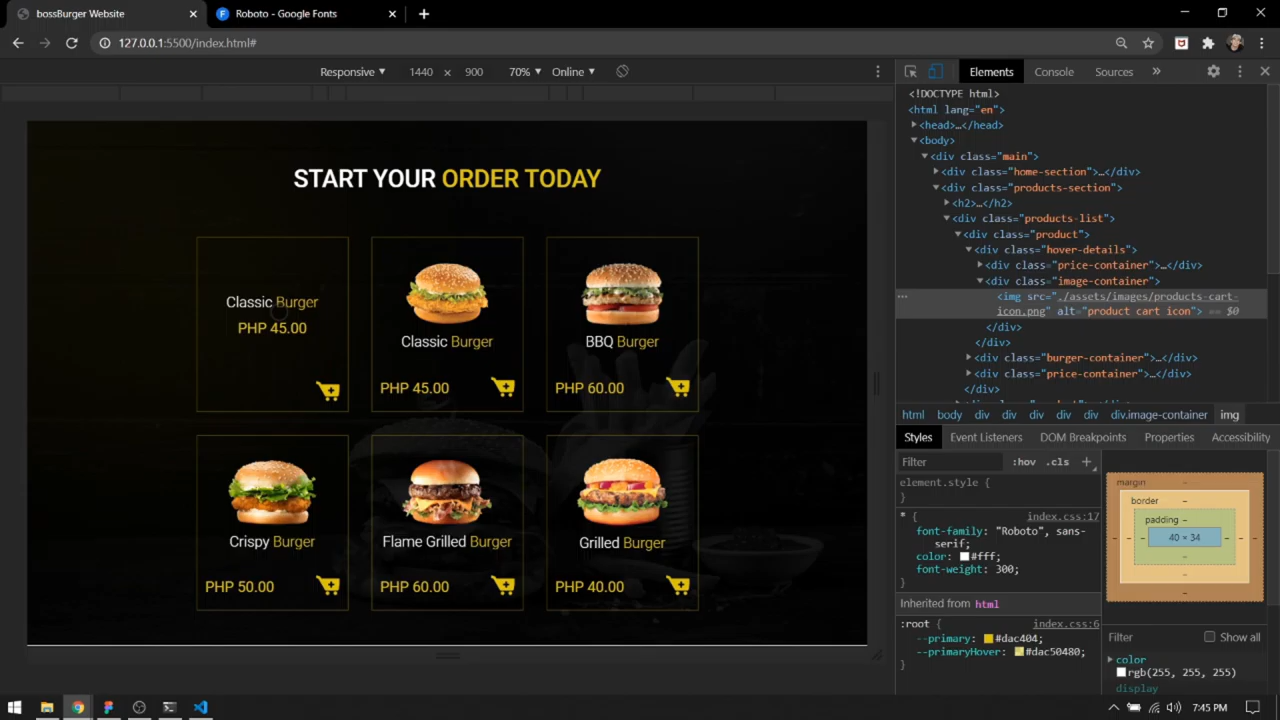 bossBurger Website
Roboto - Google Fonts
127.0.0.1:5500/index.html#
Responsive 1440 × 900 70% Online
START YOUR ORDER TODAY
Classic Burger
PHP 45.00
Classic Burger
PHP 45.00
BBQ Burger
PHP 60.00
Crispy Burger
PHP 50.00
Flame Grilled Burger
PHP 60.00
Grilled Burger
PHP 40.00
Elements Console Sources »
<!DOCTYPE html>
<html lang="en">
<head>…</head>
<body>
<div class="main">
<div class="home-section">…</div>
<div class="products-section">
<h2>…</h2>
<div class="products-list">
<div class="product">
<div class="hover-details">
<div class="price-container">…</div>
<div class="image-container">
<img src="./assets/images/products-cart-
icon.png" alt="product cart icon"> == $0
</div>
</div>
<div class="burger-container">…</div>
<div class="price-container">…</div>
</div>
html body div div div div div div.image-container img
Styles Event Listeners DOM Breakpoints Properties Accessibility
Filter :hov .cls +
element.style {
}
* { index.css:17
font-family: "Roboto", sans-
serif;
color: #fff;
font-weight: 300;
}
Inherited from html
:root { index.css:6
--primary: #dac404;
--primaryHover: #dac50480;
}
margin -
border -
padding -
- - - 40 × 34 - - -
-
-
-
Filter Show all
color
rgb(255, 255, 255)
display
7:45 PM